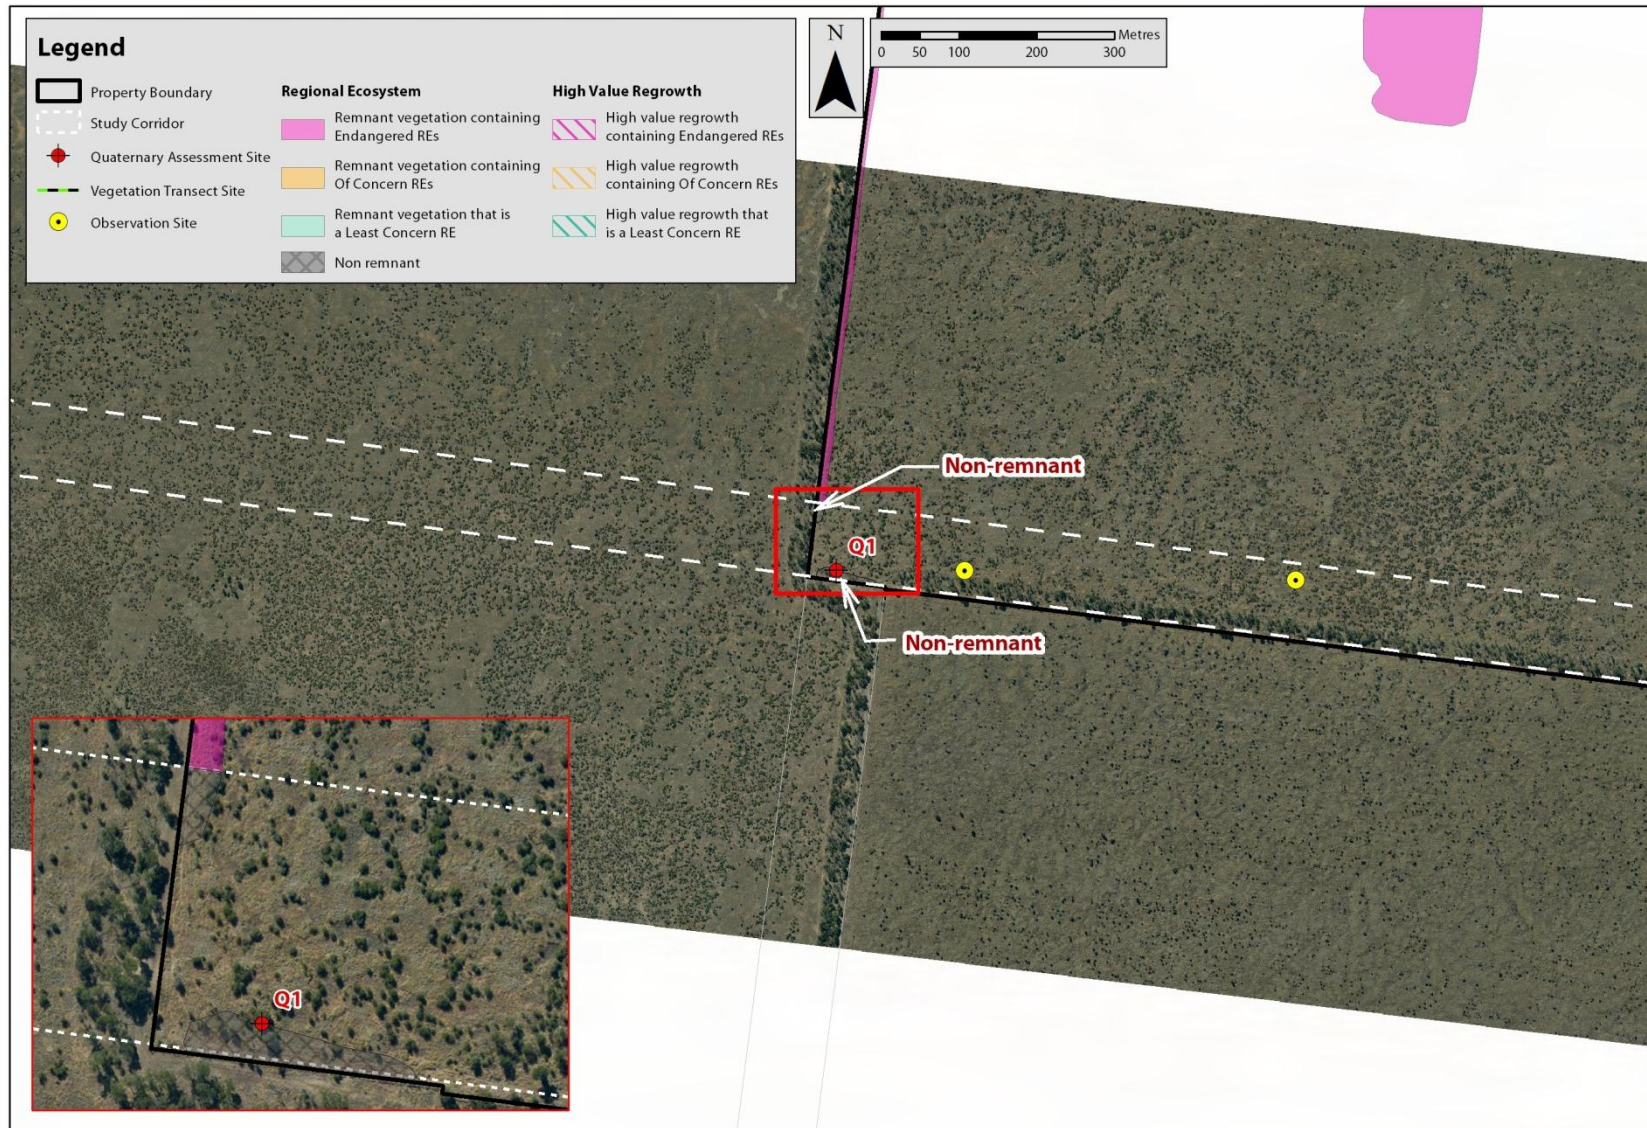 Legend
Property Boundary
Study Corridor
Quaternary Assessment Site
Vegetation Transect Site
Observation Site
Regional Ecosystem
Remnant vegetation containing
Endangered REs
Remnant vegetation containing
Of Concern REs
Remnant vegetation that is
a Least Concern RE
Non remnant
High Value Regrowth
High value regrowth
containing Endangered REs
High value regrowth
containing Of Concern REs
High value regrowth that
is a Least Concern RE
N
Metres
0 50 100 200 300
Non-remnant
Q1
Non-remnant
Q1